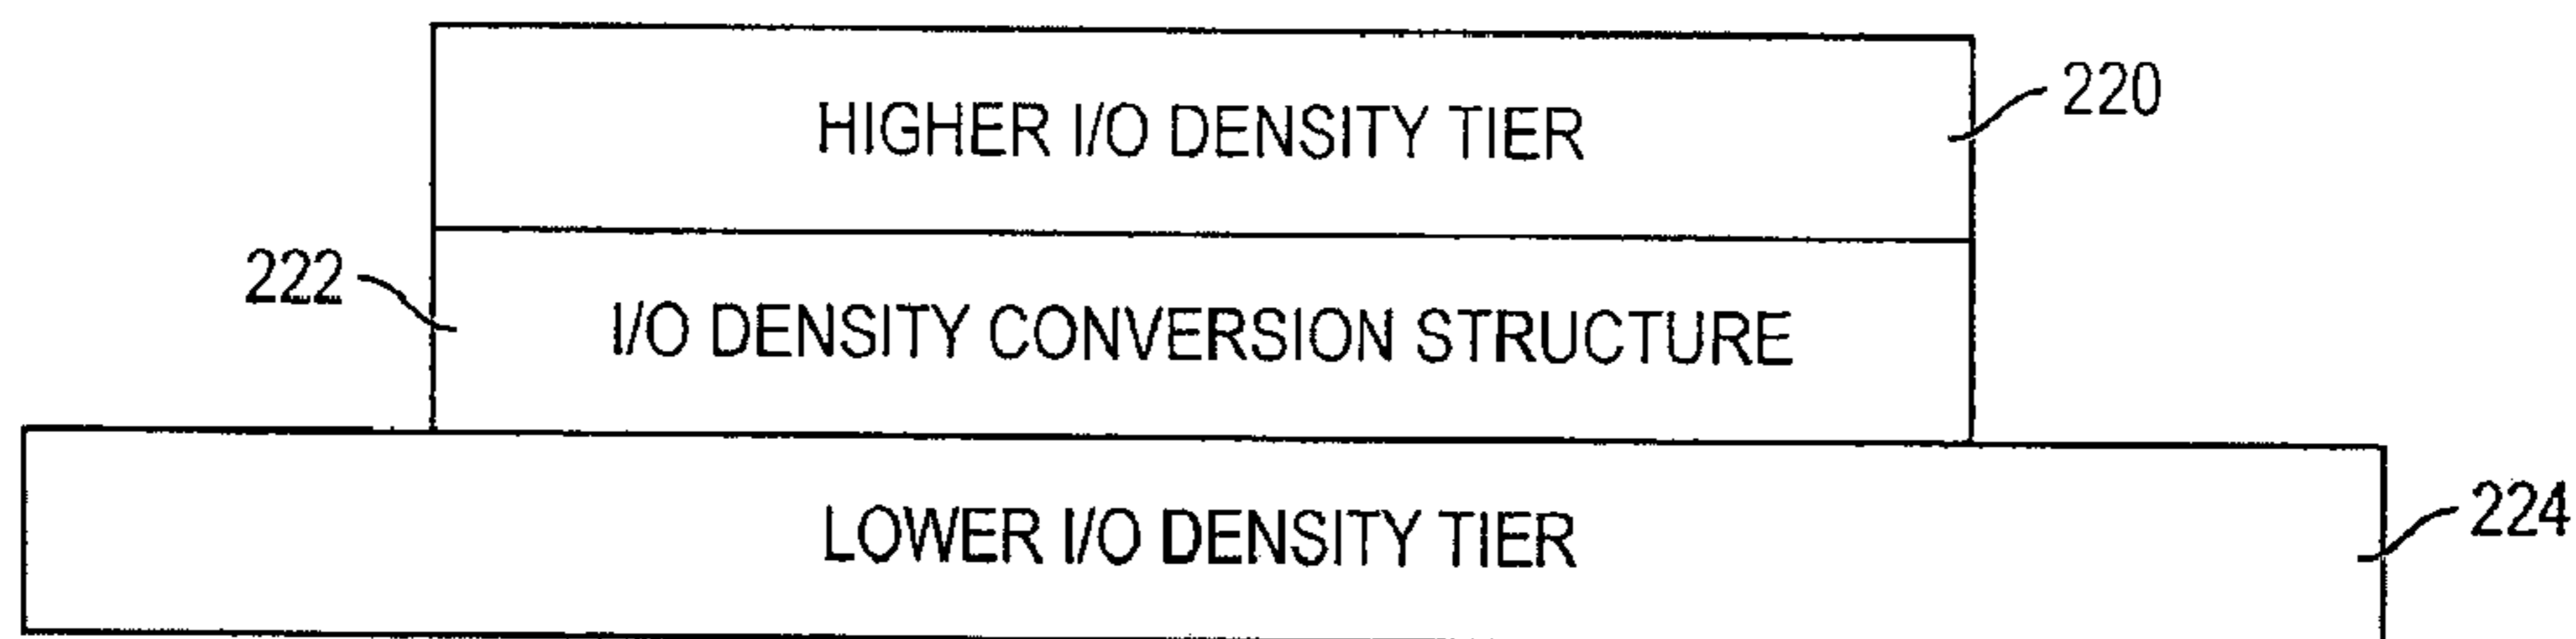 HIGHER I/O DENSITY TIER
220
222
I/O DENSITY CONVERSION STRUCTURE
LOWER I/O DENSITY TIER
224